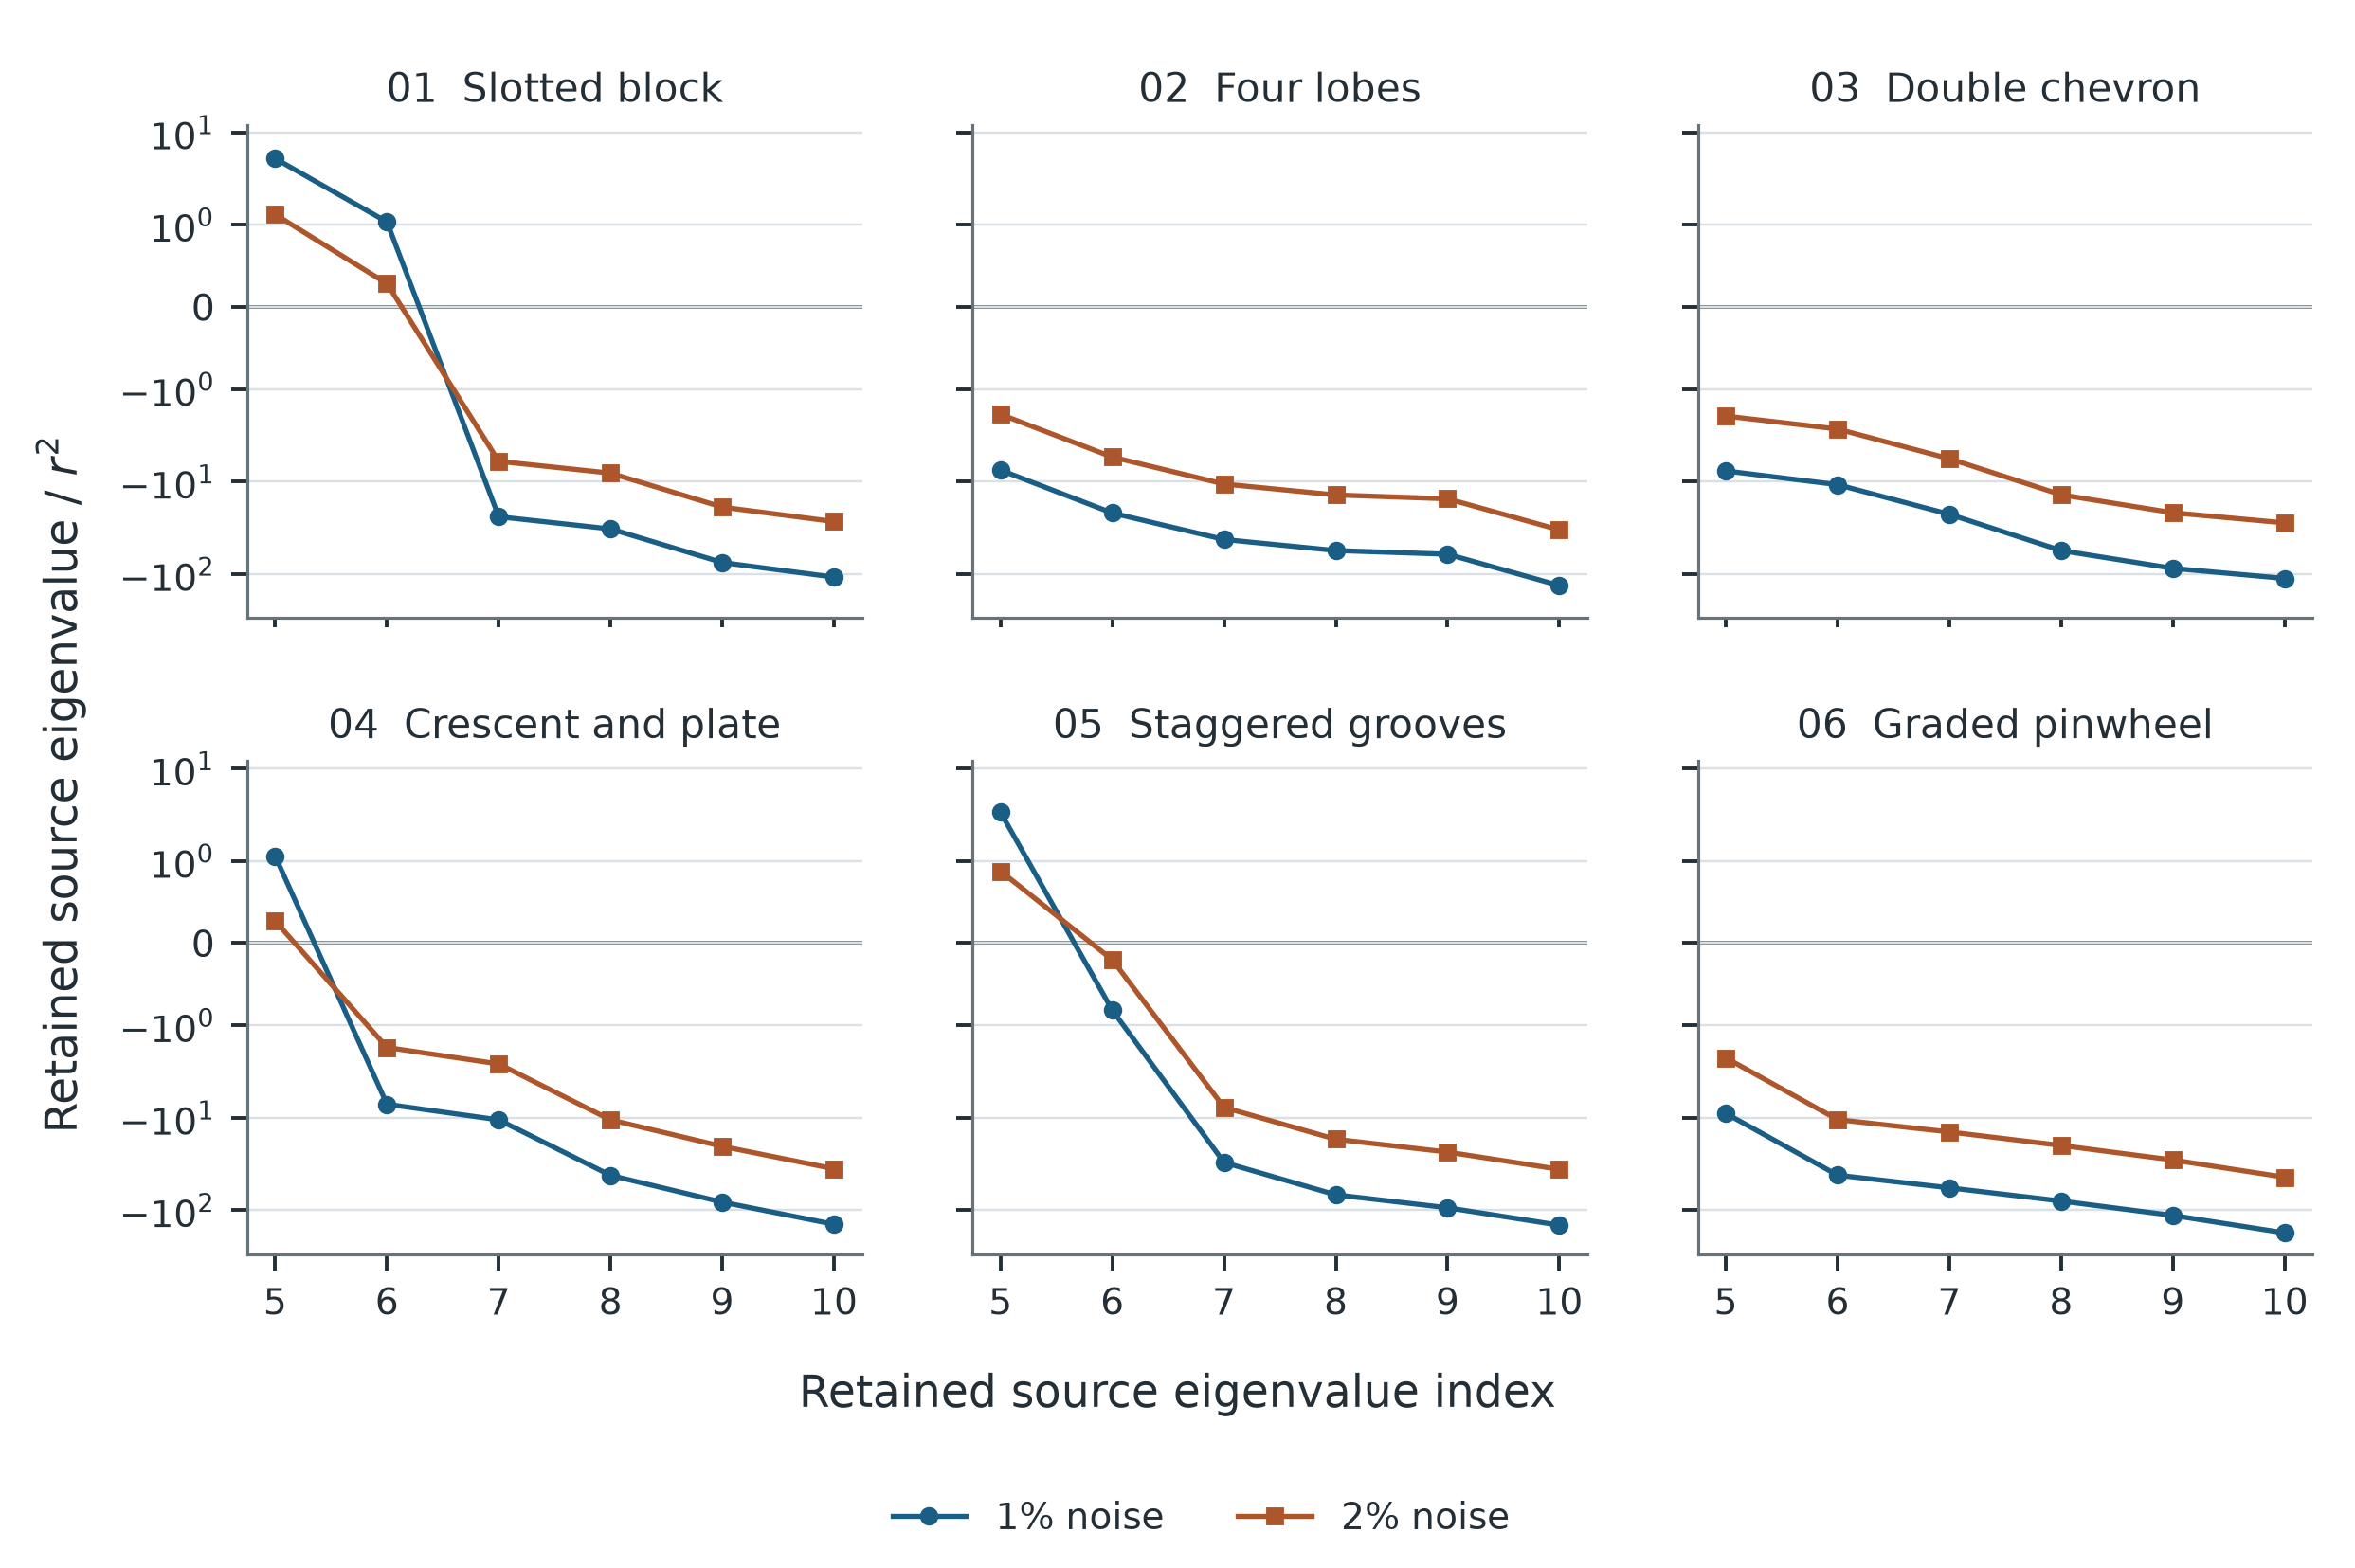 01 Slotted block
02 Four lobes
03 Double chevron
10¹
10⁰
0
−10⁰
−10¹
−10²
Retained source eigenvalue / r²
04 Crescent and plate
05 Staggered grooves
06 Graded pinwheel
10¹
10⁰
0
−10⁰
−10¹
−10²
5 6 7 8 9 10
5 6 7 8 9 10
5 6 7 8 9 10
Retained source eigenvalue index
1% noise
2% noise